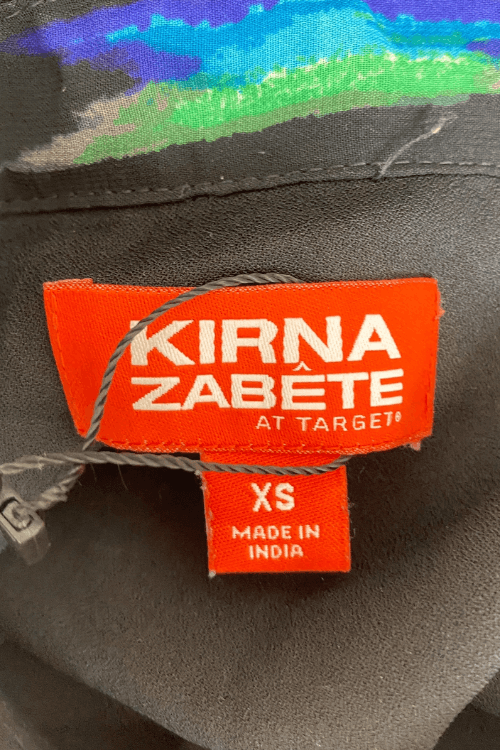 KIRNA
ZABÊTE
AT TARGET®
XS
MADE IN
INDIA